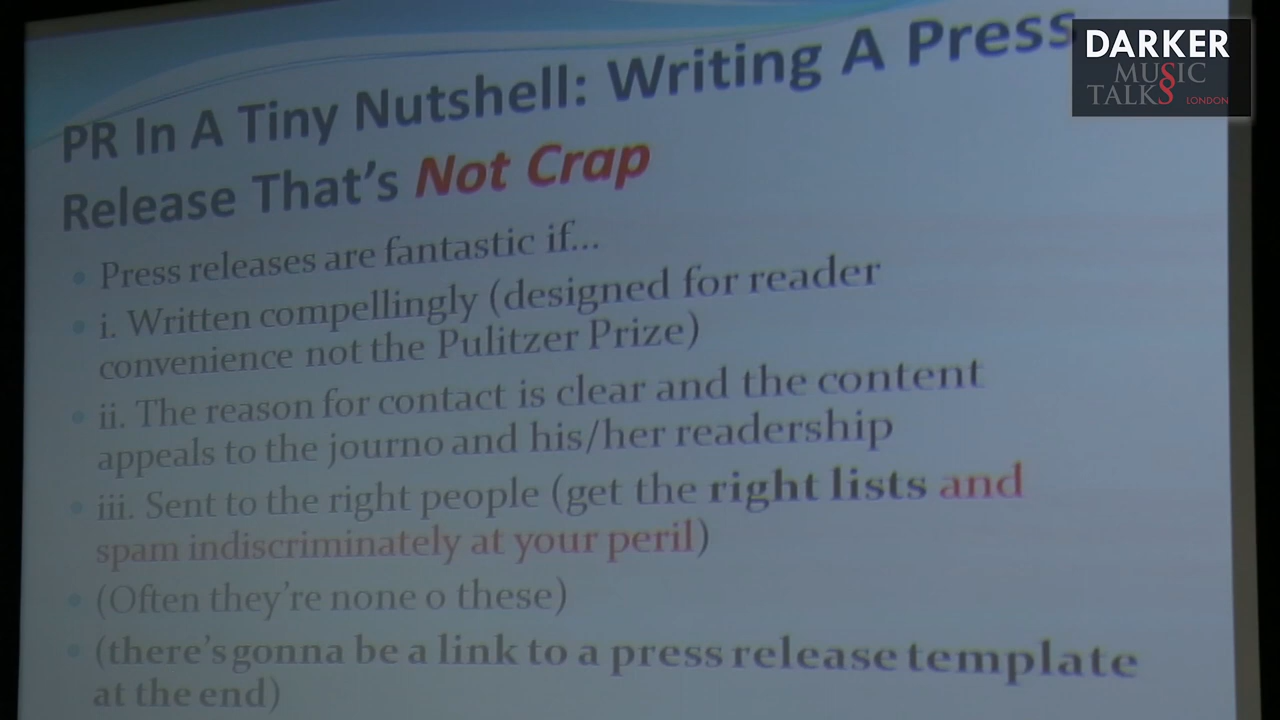 PR In A Tiny Nutshell: Writing A Press
Release That's Not Crap
• Press releases are fantastic if...
• i. Written compellingly (designed for reader
convenience not the Pulitzer Prize)
• ii. The reason for contact is clear and the content
appeals to the journo and his/her readership
• iii. Sent to the right people (get the right lists and
spam indiscriminately at your peril)
• (Often they're none o these)
• (there's gonna be a link to a press release template
at the end)
DARKER
MUSIC
TALKS
LONDON